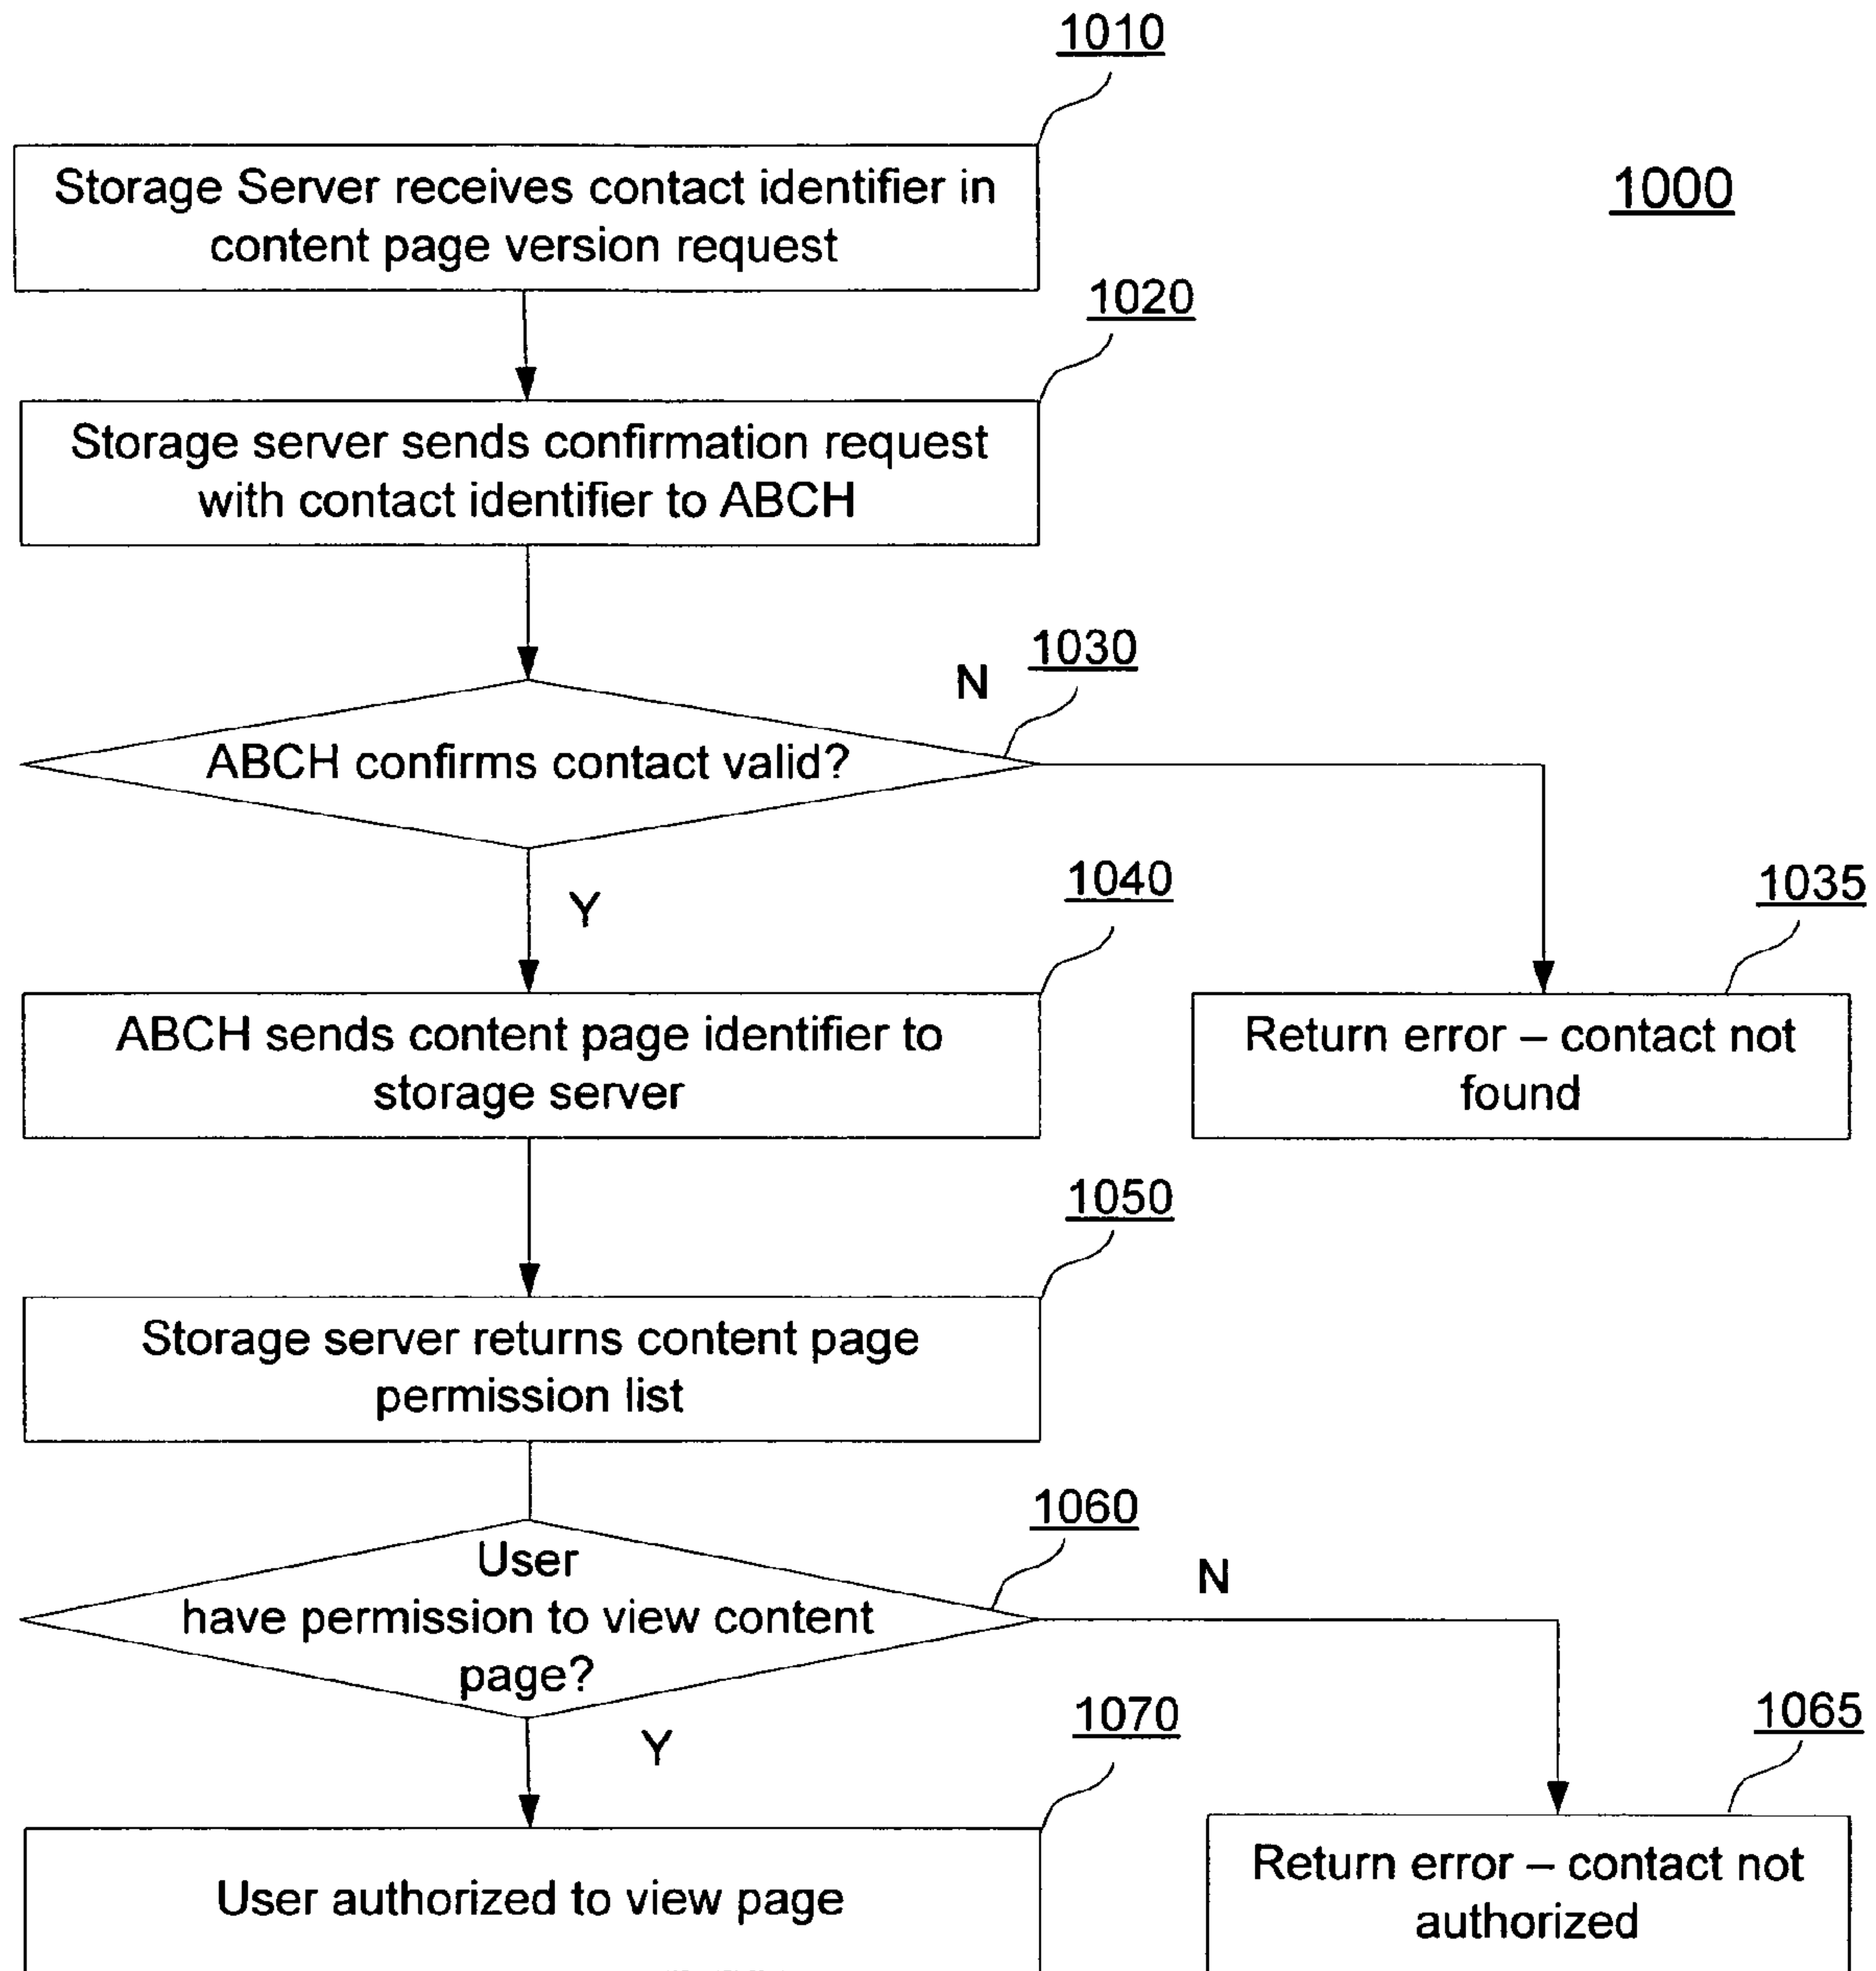 1010
Storage Server receives contact identifier in
content page version request
1000
1020
Storage server sends confirmation request
with contact identifier to ABCH
1030
N
ABCH confirms contact valid?
Y
1040
1035
ABCH sends content page identifier to
storage server
Return error – contact not
found
1050
Storage server returns content page
permission list
1060
User
have permission to view content
page?
N
Y
1070
1065
User authorized to view page
Return error – contact not
authorized